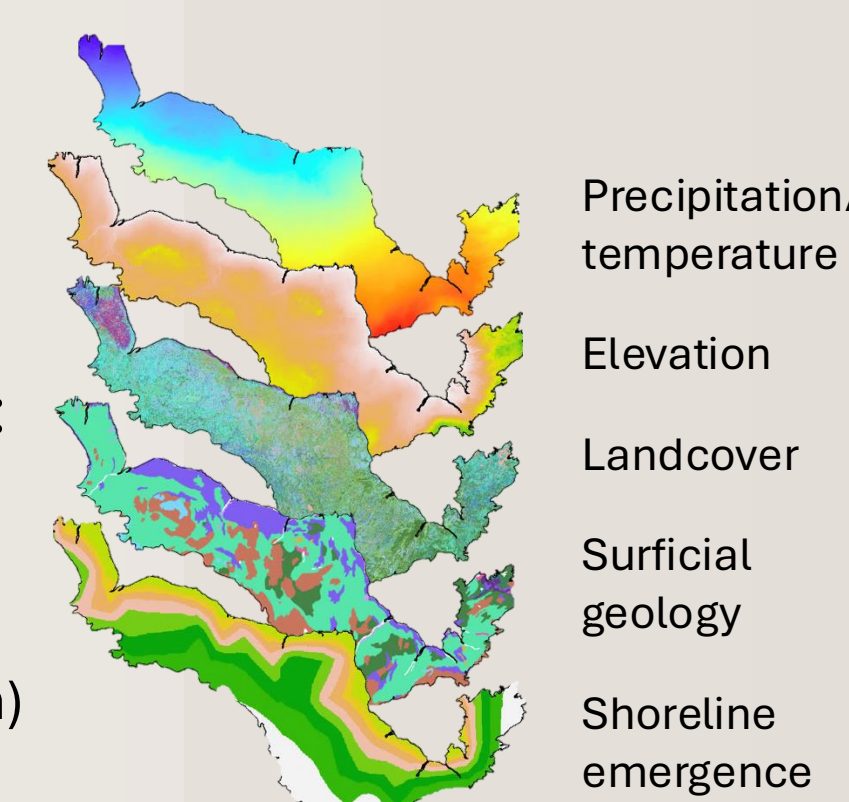 Precipitation/
temperature
Elevation
:
Landcover
Surficial
geology
)
Shoreline
emergence